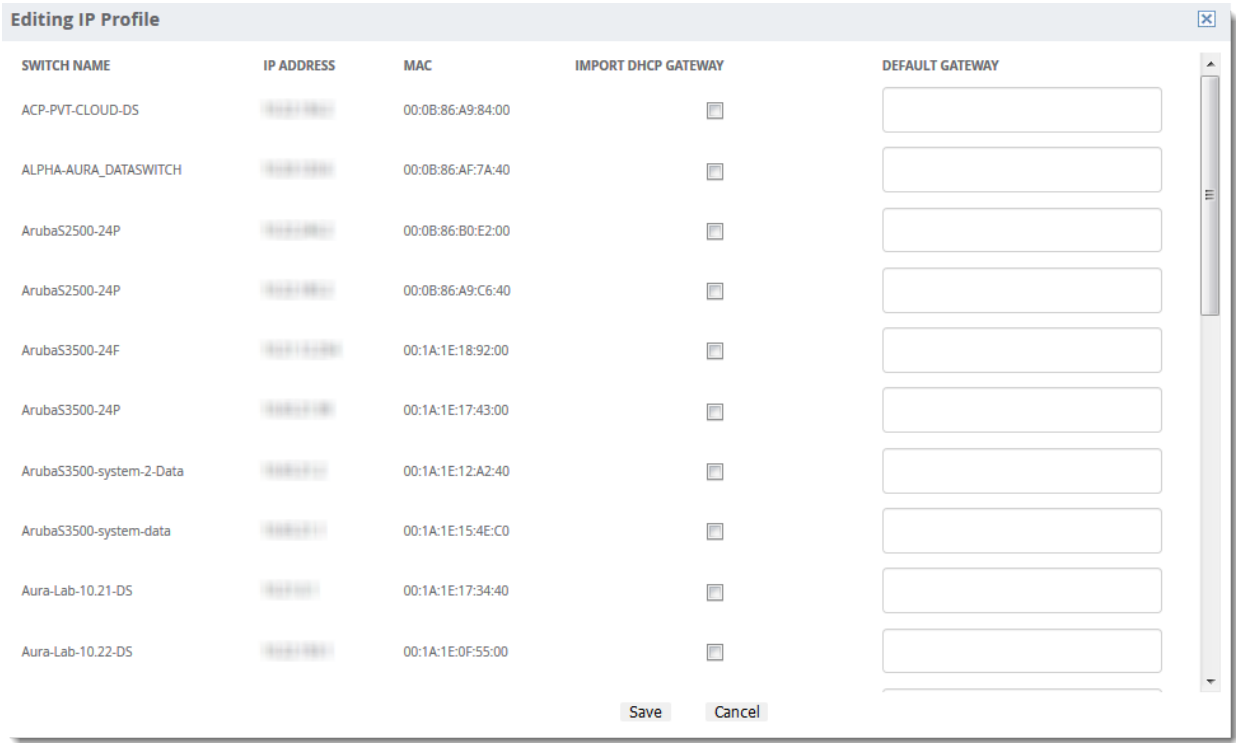 Editing IP Profile
SWITCH NAME IP ADDRESS MAC IMPORT DHCP GATEWAY DEFAULT GATEWAY
ACP-PVT-CLOUD-DS 00:0B:86:A9:84:00
ALPHA-AURA_DATASWITCH 00:0B:86:AF:7A:40
ArubaS2500-24P 00:0B:86:B0:E2:00
ArubaS2500-24P 00:0B:86:A9:C6:40
ArubaS3500-24F 00:1A:1E:18:92:00
ArubaS3500-24P 00:1A:1E:17:43:00
ArubaS3500-system-2-Data 00:1A:1E:12:A2:40
ArubaS3500-system-data 00:1A:1E:15:4E:C0
Aura-Lab-10.21-DS 00:1A:1E:17:34:40
Aura-Lab-10.22-DS 00:1A:1E:0F:55:00
Save Cancel